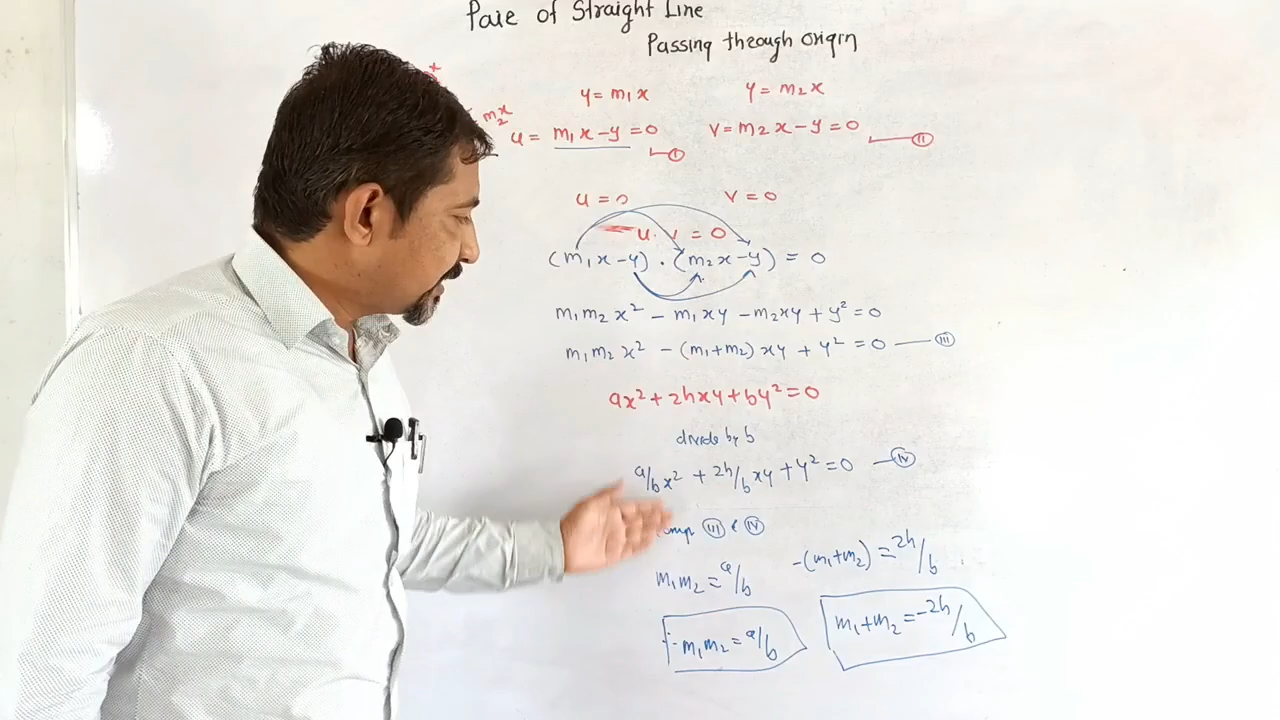 Paie of Straight Line
Passing through origin
y = m₁x y = m₂x
m₂x
u = m₁x-y = 0 V = m₂x-y = 0 Ⅱ
Ⅰ
u = 0 V = 0
u. v = 0
(m₁x-y) . (m₂x-y) = 0
m₁m₂x² - m₁xy - m₂xy + y² = 0
m₁m₂x² - (m₁+m₂) xy + y² = 0 Ⅲ
ax² + 2hxy + by² = 0
divide by b
a/b x² + 2h/b xy + y² = 0 Ⅳ
Ⅲ & Ⅳ
m₁m₂ = a/b -(m₁+m₂) = 2h/b
m₁m₂ = a/b m₁+m₂ = -2h/b